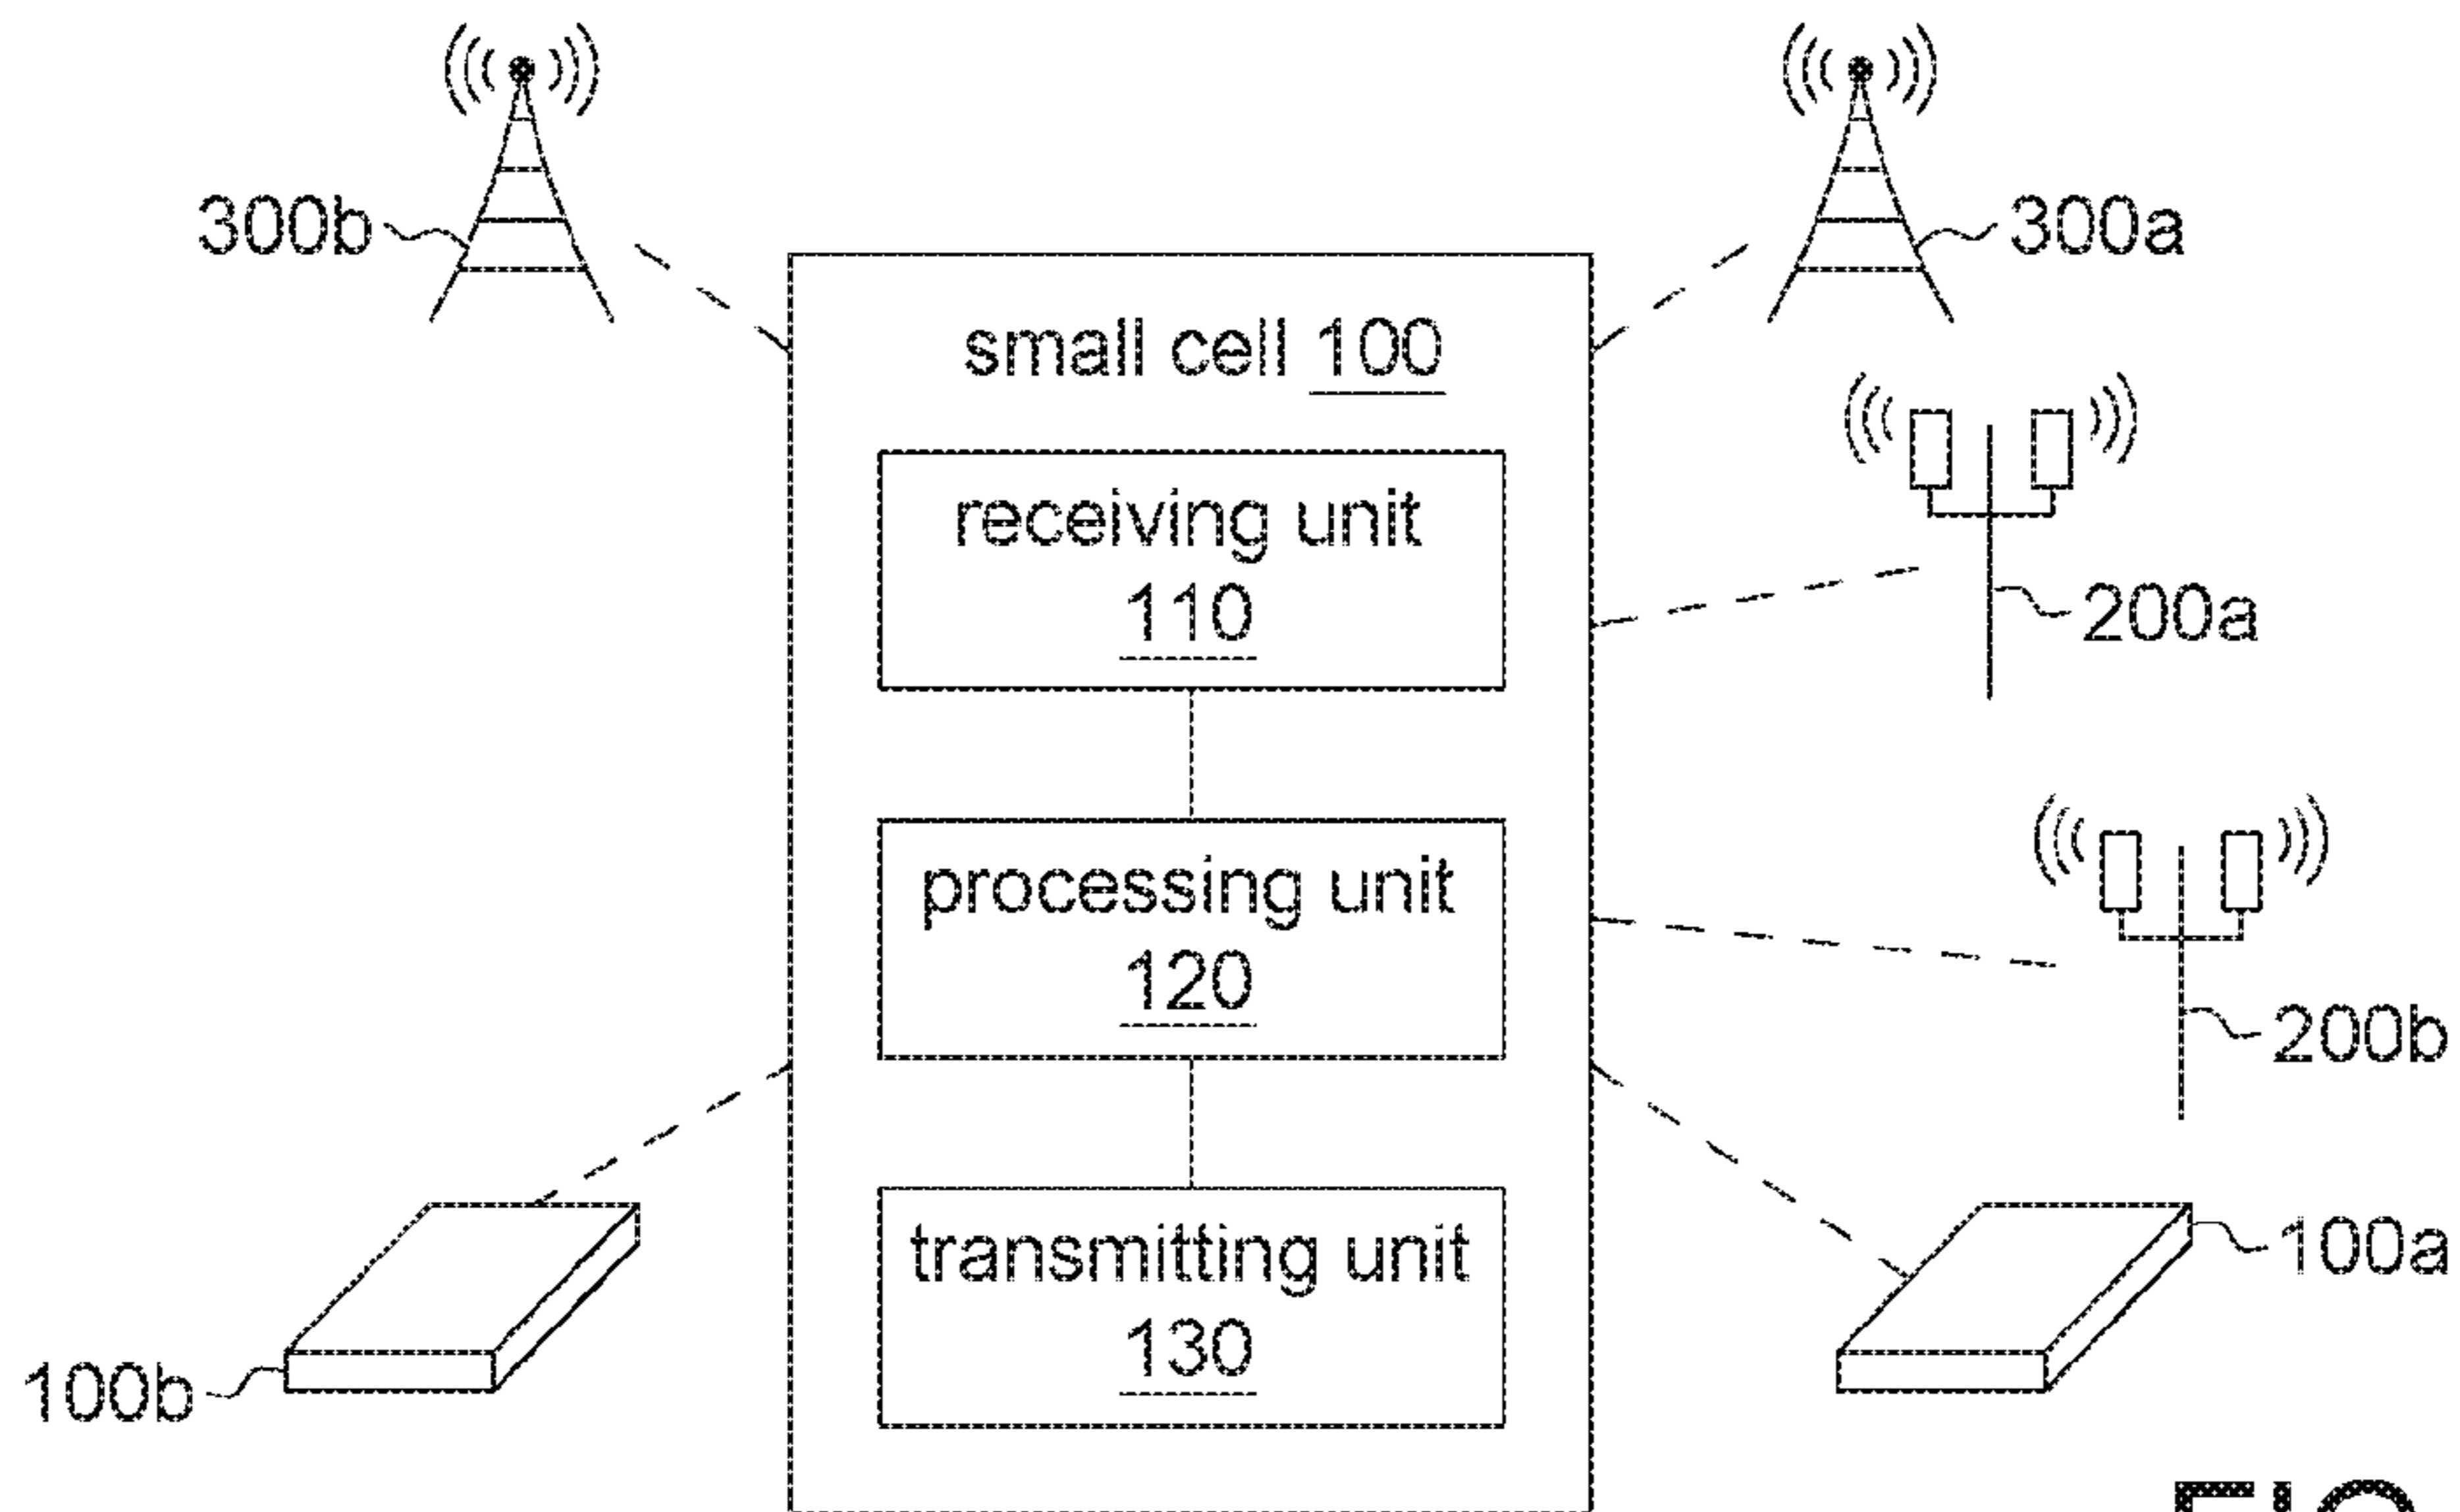 300b
300a
small cell 100
receiving unit
110
200a
processing unit
120
200b
transmitting unit
130
100a
100b